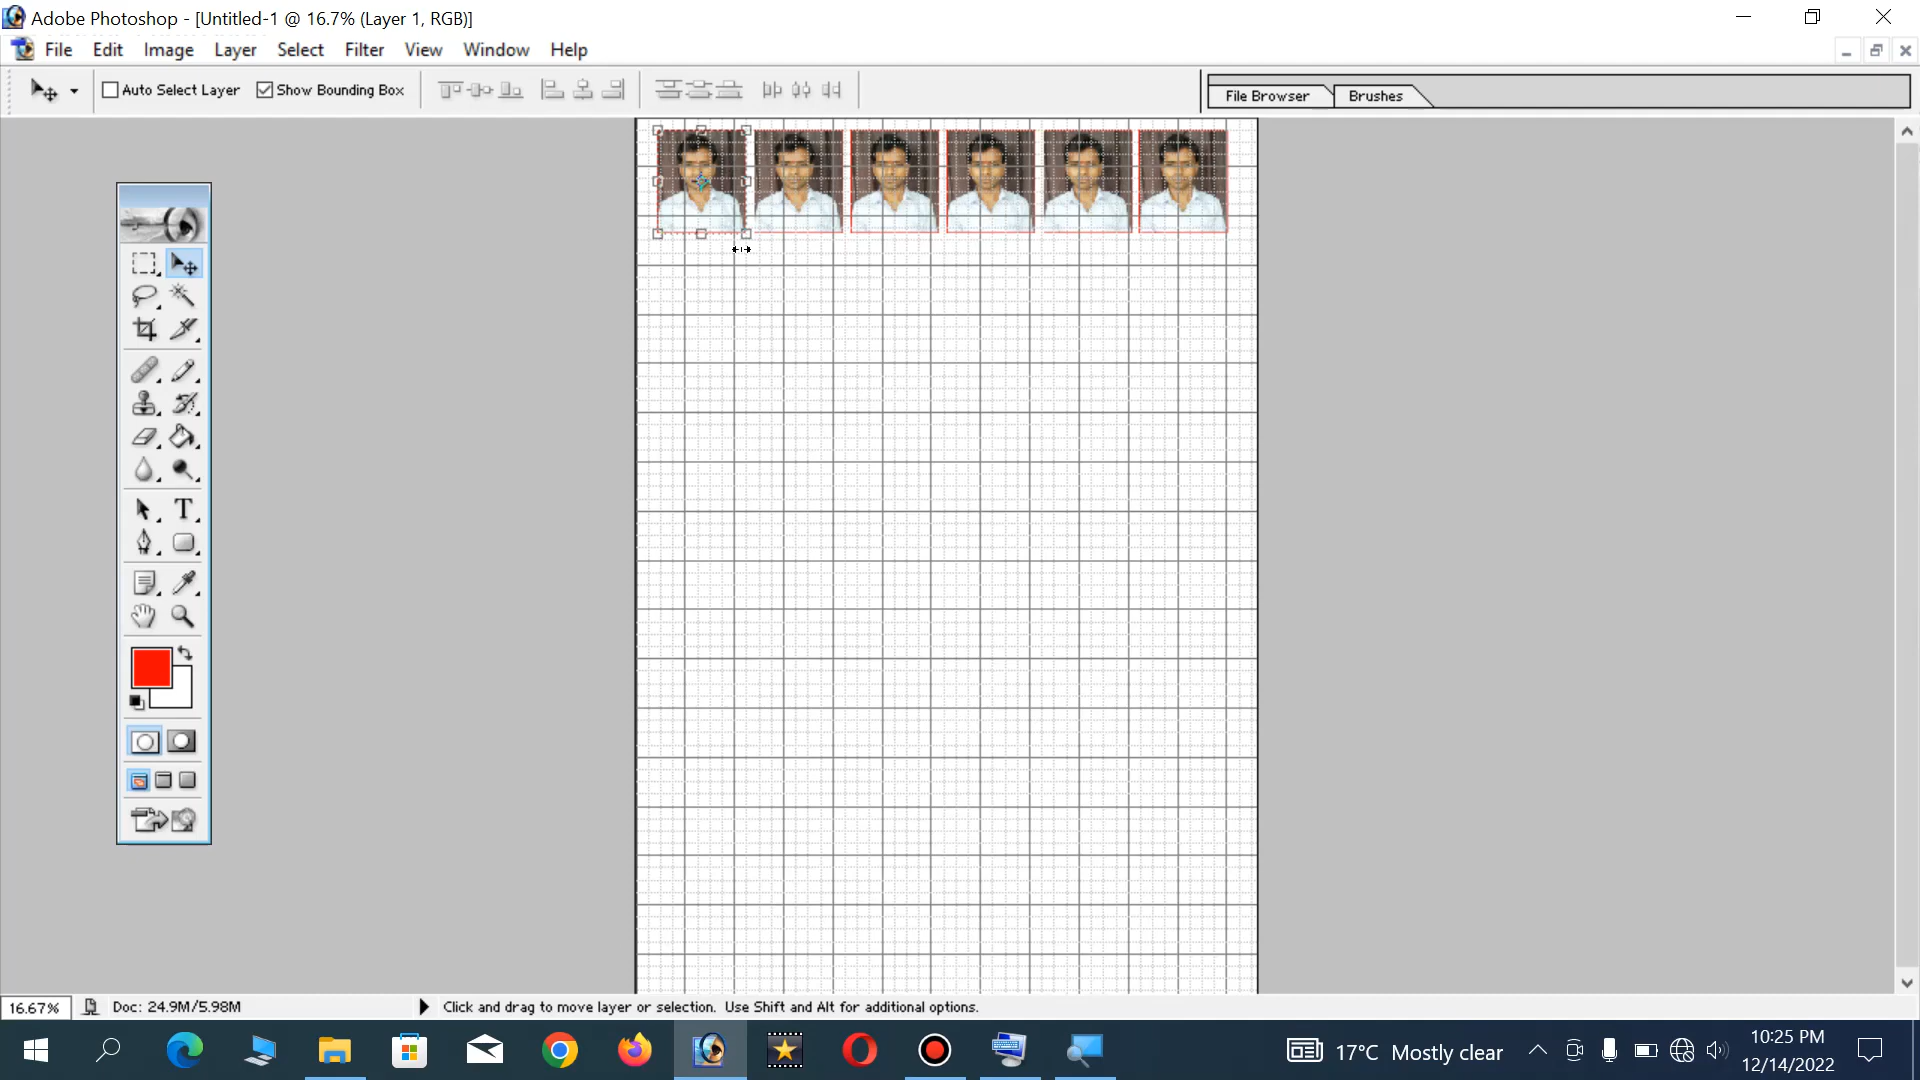 Adobe Photoshop - [Untitled-1 @ 16.7% (Layer 1, RGB)]
File Edit Image Layer Select Filter View Window Help
Auto Select Layer Show Bounding Box
File Browser Brushes
T
16.67% Doc: 24.9M/5.98M Click and drag to move layer or selection. Use Shift and Alt for additional options.
17°C Mostly clear
10:25 PM
12/14/2022